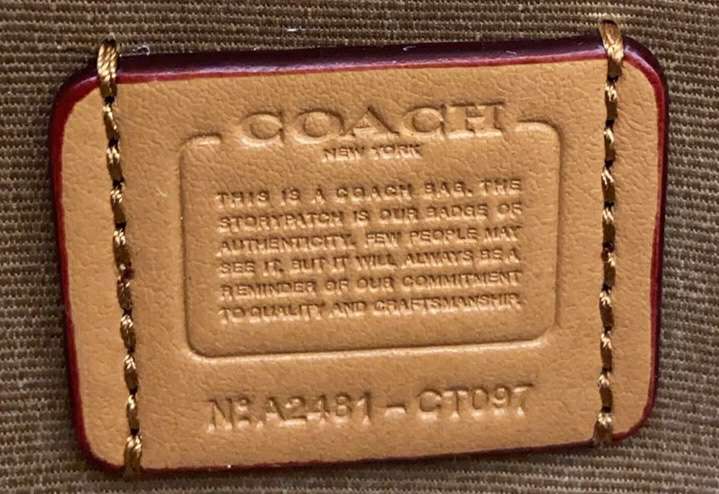 COACH
NEW YORK
THIS IS A COACH BAG. THE
STORYPATCH IS OUR BADGE OF
AUTHENTICITY. FEW PEOPLE MAY
SEE IT, BUT IT WILL ALWAYS BE A
REMINDER OF OUR COMMITMENT
TO QUALITY AND CRAFTSMANSHIP.
Nº. A2481 - CT097